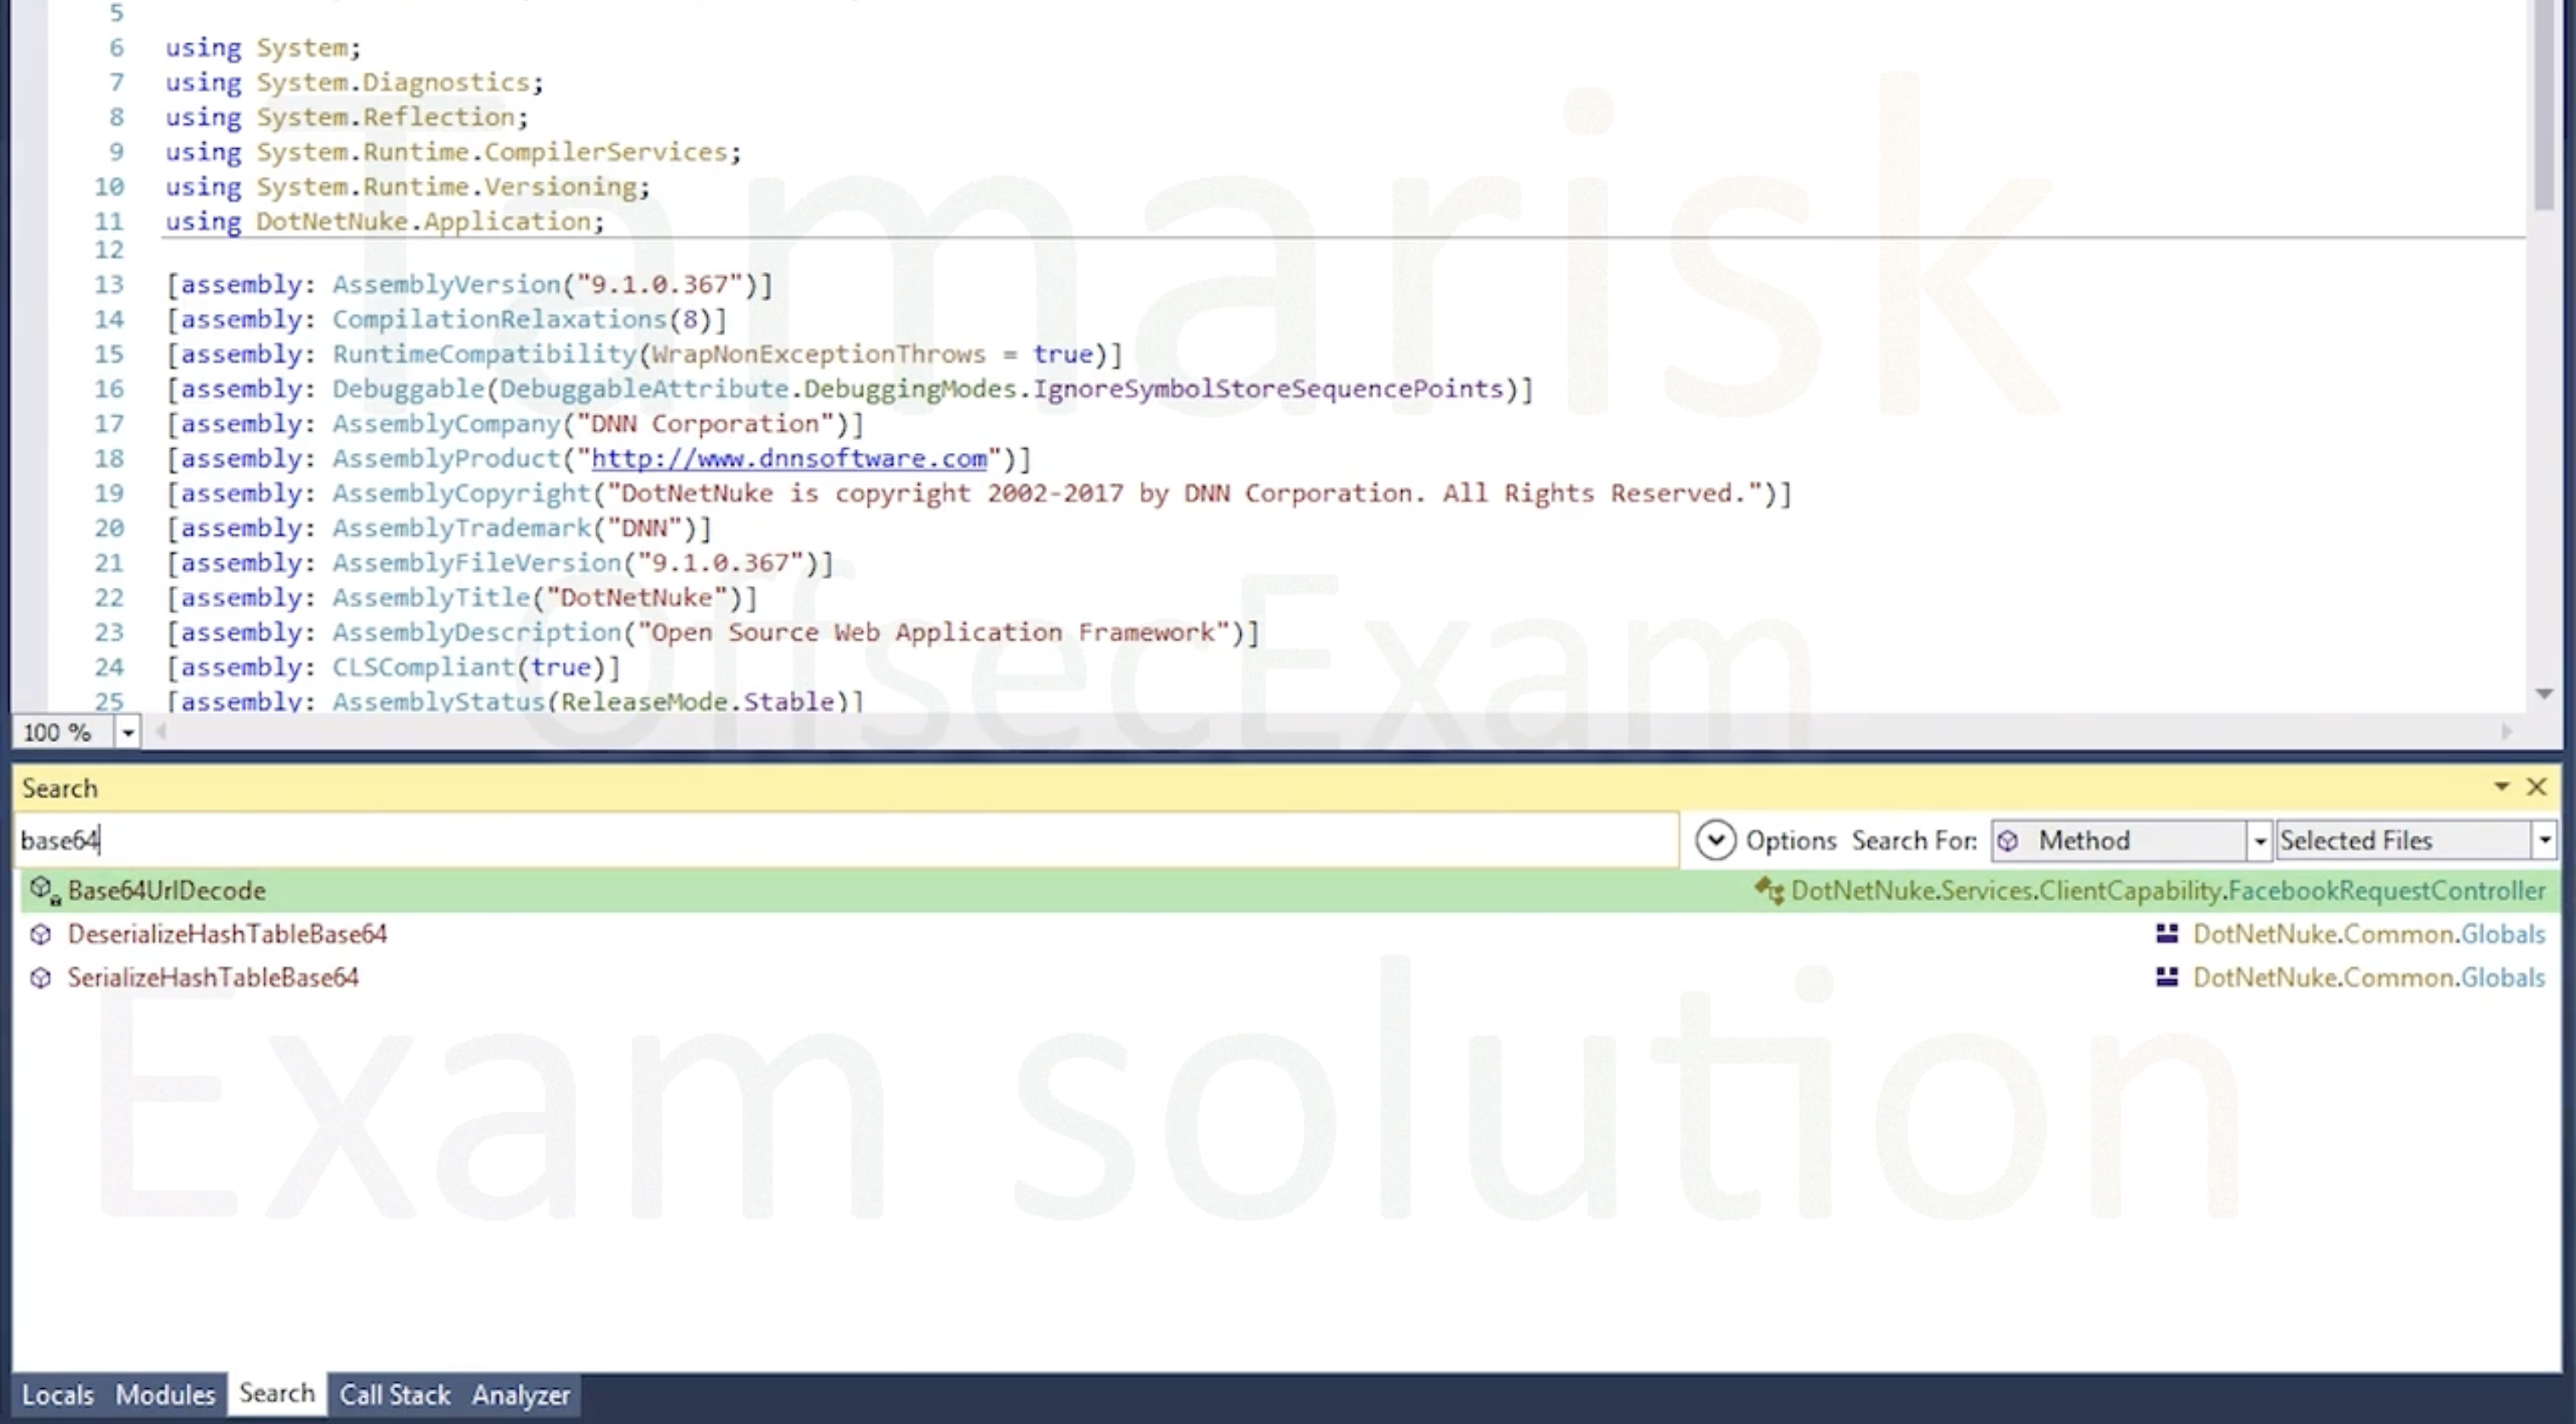 5
6 using System;
7 using System.Diagnostics;
8 using System.Reflection;
9 using System.Runtime.CompilerServices;
10 using System.Runtime.Versioning;
11 using DotNetNuke.Application;
12
13 [assembly: AssemblyVersion("9.1.0.367")]
14 [assembly: CompilationRelaxations(8)]
15 [assembly: RuntimeCompatibility(WrapNonExceptionThrows = true)]
16 [assembly: Debuggable(DebuggableAttribute.DebuggingModes.IgnoreSymbolStoreSequencePoints)]
17 [assembly: AssemblyCompany("DNN Corporation")]
18 [assembly: AssemblyProduct("http://www.dnnsoftware.com")]
19 [assembly: AssemblyCopyright("DotNetNuke is copyright 2002-2017 by DNN Corporation. All Rights Reserved.")]
20 [assembly: AssemblyTrademark("DNN")]
21 [assembly: AssemblyFileVersion("9.1.0.367")]
22 [assembly: AssemblyTitle("DotNetNuke")]
23 [assembly: AssemblyDescription("Open Source Web Application Framework")]
24 [assembly: CLSCompliant(true)]
25 [assembly: AssemblyStatus(ReleaseMode.Stable)]
Tamarisk
OffsecExam
100 %
Search
base64 Options Search For: Method Selected Files
Base64UrlDecode DotNetNuke.Services.ClientCapability.FacebookRequestController
DeserializeHashTableBase64 DotNetNuke.Common.Globals
SerializeHashTableBase64 DotNetNuke.Common.Globals
Exam solution
Locals Modules Search Call Stack Analyzer